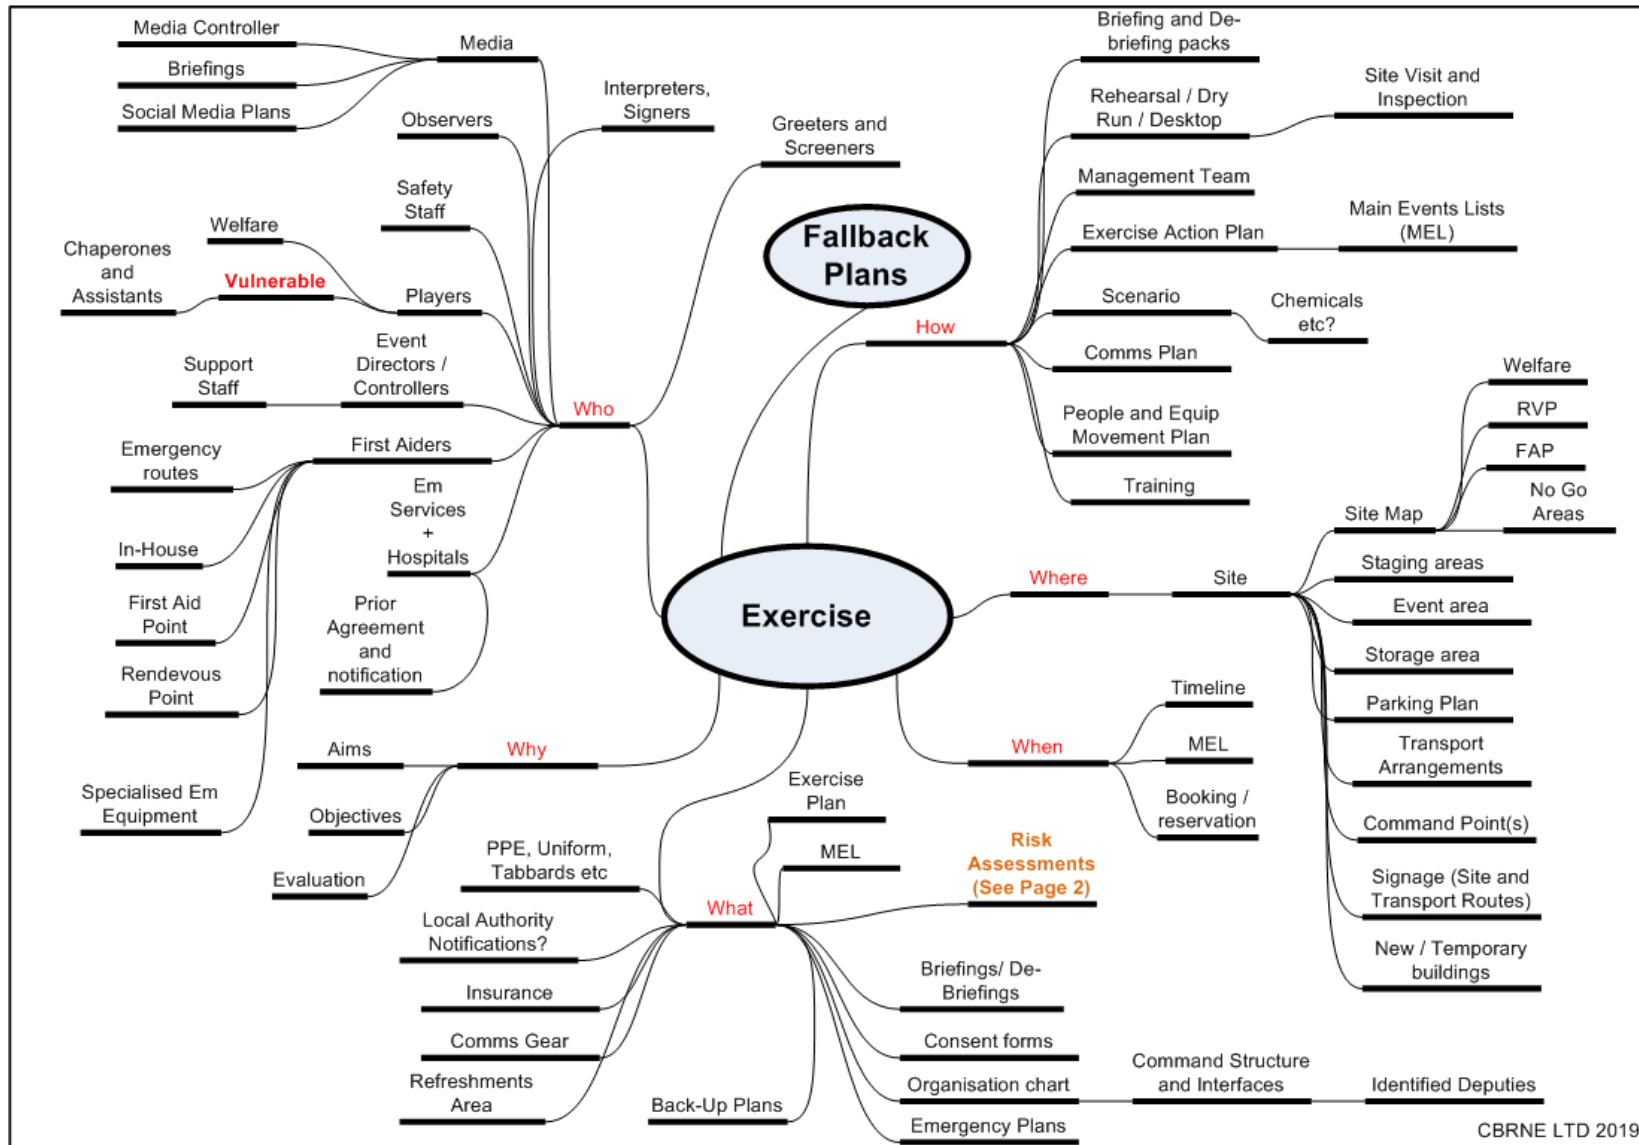 Media Controller
Media
Briefings
Social Media Plans
Observers
Interpreters,
Signers
Greeters and
Screeners
Safety
Staff
Welfare
Chaperones
and
Assistants
Vulnerable
Players
Event
Directors /
Controllers
Support
Staff
Who
First Aiders
Emergency
routes
In-House
First Aid
Point
Rendevous
Point
Specialised Em
Equipment
Em
Services
+
Hospitals
Prior
Agreement
and
notification
Fallback
Plans
How
Briefing and De-
briefing packs
Rehearsal / Dry
Run / Desktop
Site Visit and
Inspection
Management Team
Exercise Action Plan
Main Events Lists
(MEL)
Scenario
Chemicals
etc?
Comms Plan
People and Equip
Movement Plan
Training
Exercise
Where
Site
Site Map
Welfare
RVP
FAP
No Go
Areas
Staging areas
Event area
Storage area
Parking Plan
Transport
Arrangements
Command Point(s)
Signage (Site and
Transport Routes)
New / Temporary
buildings
When
Timeline
MEL
Booking /
reservation
Why
Aims
Objectives
Evaluation
What
Exercise
Plan
MEL
Risk
Assessments
(See Page 2)
PPE, Uniform,
Tabbards etc
Local Authority
Notifications?
Insurance
Comms Gear
Refreshments
Area
Back-Up Plans
Briefings/ De-
Briefings
Consent forms
Organisation chart
Command Structure
and Interfaces
Identified Deputies
Emergency Plans
CBRNE LTD 2019